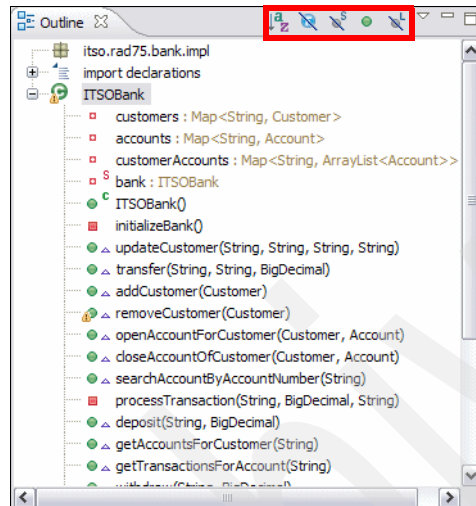 Outline
itso.rad75.bank.impl
import declarations
ITSOBank
customers : Map<String, Customer>
accounts : Map<String, Account>
customerAccounts : Map<String, ArrayList<Account>>
S bank : ITSOBank
C ITSOBank()
initializeBank()
updateCustomer(String, String, String, String)
transfer(String, String, BigDecimal)
addCustomer(Customer)
removeCustomer(Customer)
openAccountForCustomer(Customer, Account)
closeAccountOfCustomer(Customer, Account)
searchAccountByAccountNumber(String)
processTransaction(String, BigDecimal, String)
deposit(String, BigDecimal)
getAccountsForCustomer(String)
getTransactionsForAccount(String)